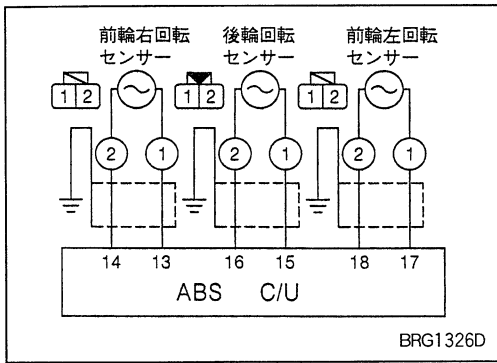 前輪右回転 後輪回転 前輪左回転
センサー センサー センサー
1 2 1 2 1 2
2 1 2 1 2 1
14 13 16 15 18 17
ABS C/U
BRG1326D